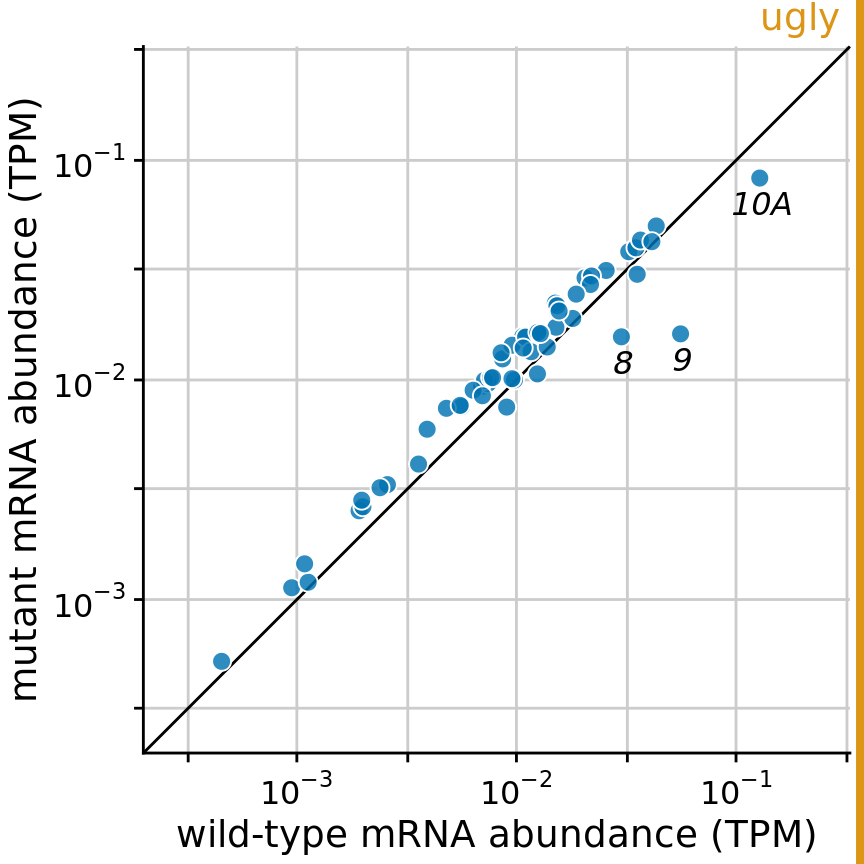 ugly
mutant mRNA abundance (TPM)
10⁻¹
10⁻²
10⁻³
10A
8
9
10⁻³ 10⁻² 10⁻¹
wild-type mRNA abundance (TPM)